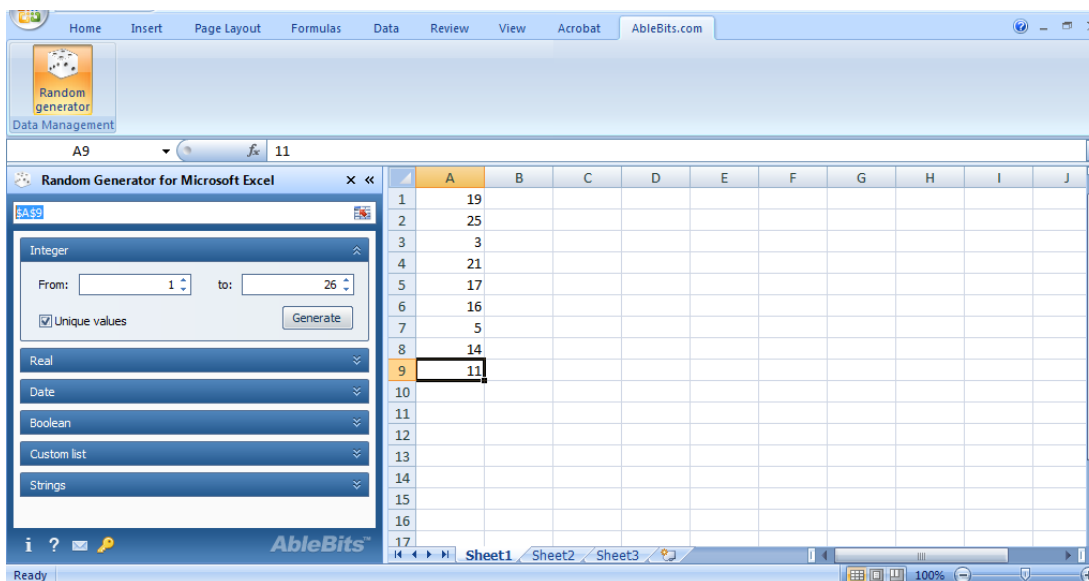 Home Insert Page Layout Formulas Data Review View Acrobat AbleBits.com
Random
generator
Data Management
A9 fx 11
Random Generator for Microsoft Excel
$A$9
Integer
From: 1 to: 26
Unique values Generate
Real
Date
Boolean
Custom list
Strings
i ? AbleBits™
A B C D E F G H I J
1 19
2 25
3 3
4 21
5 17
6 16
7 5
8 14
9 11
10
11
12
13
14
15
16
17
Sheet1 Sheet2 Sheet3
Ready 100%